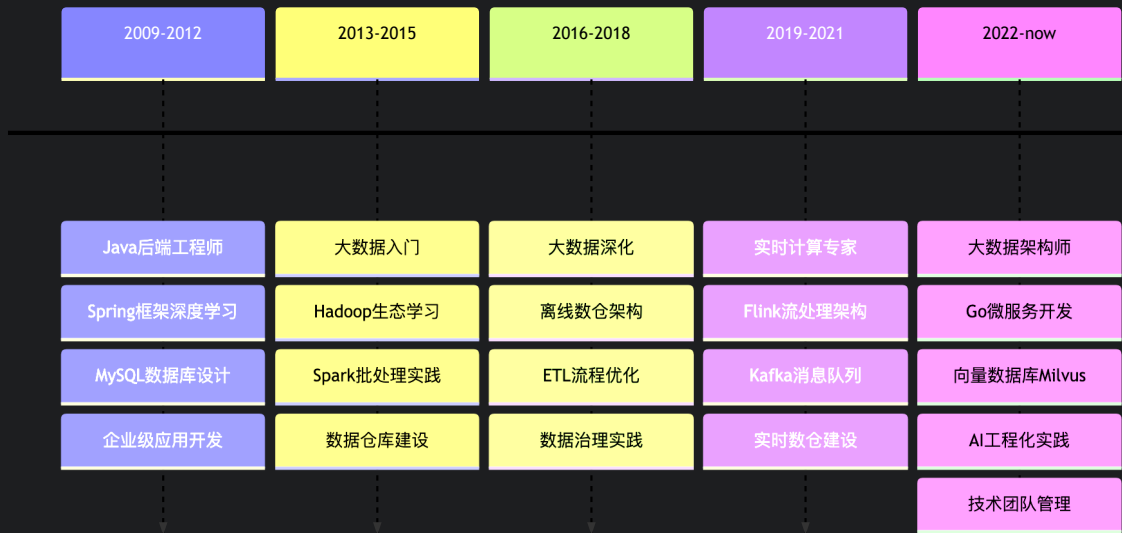 2009-2012
2013-2015
2016-2018
2019-2021
2022-now
Java后端工程师
Spring框架深度学习
MySQL数据库设计
企业级应用开发
大数据入门
Hadoop生态学习
Spark批处理实践
数据仓库建设
大数据深化
离线数仓架构
ETL流程优化
数据治理实践
实时计算专家
Flink流处理架构
Kafka消息队列
实时数仓建设
大数据架构师
Go微服务开发
向量数据库Milvus
AI工程化实践
技术团队管理